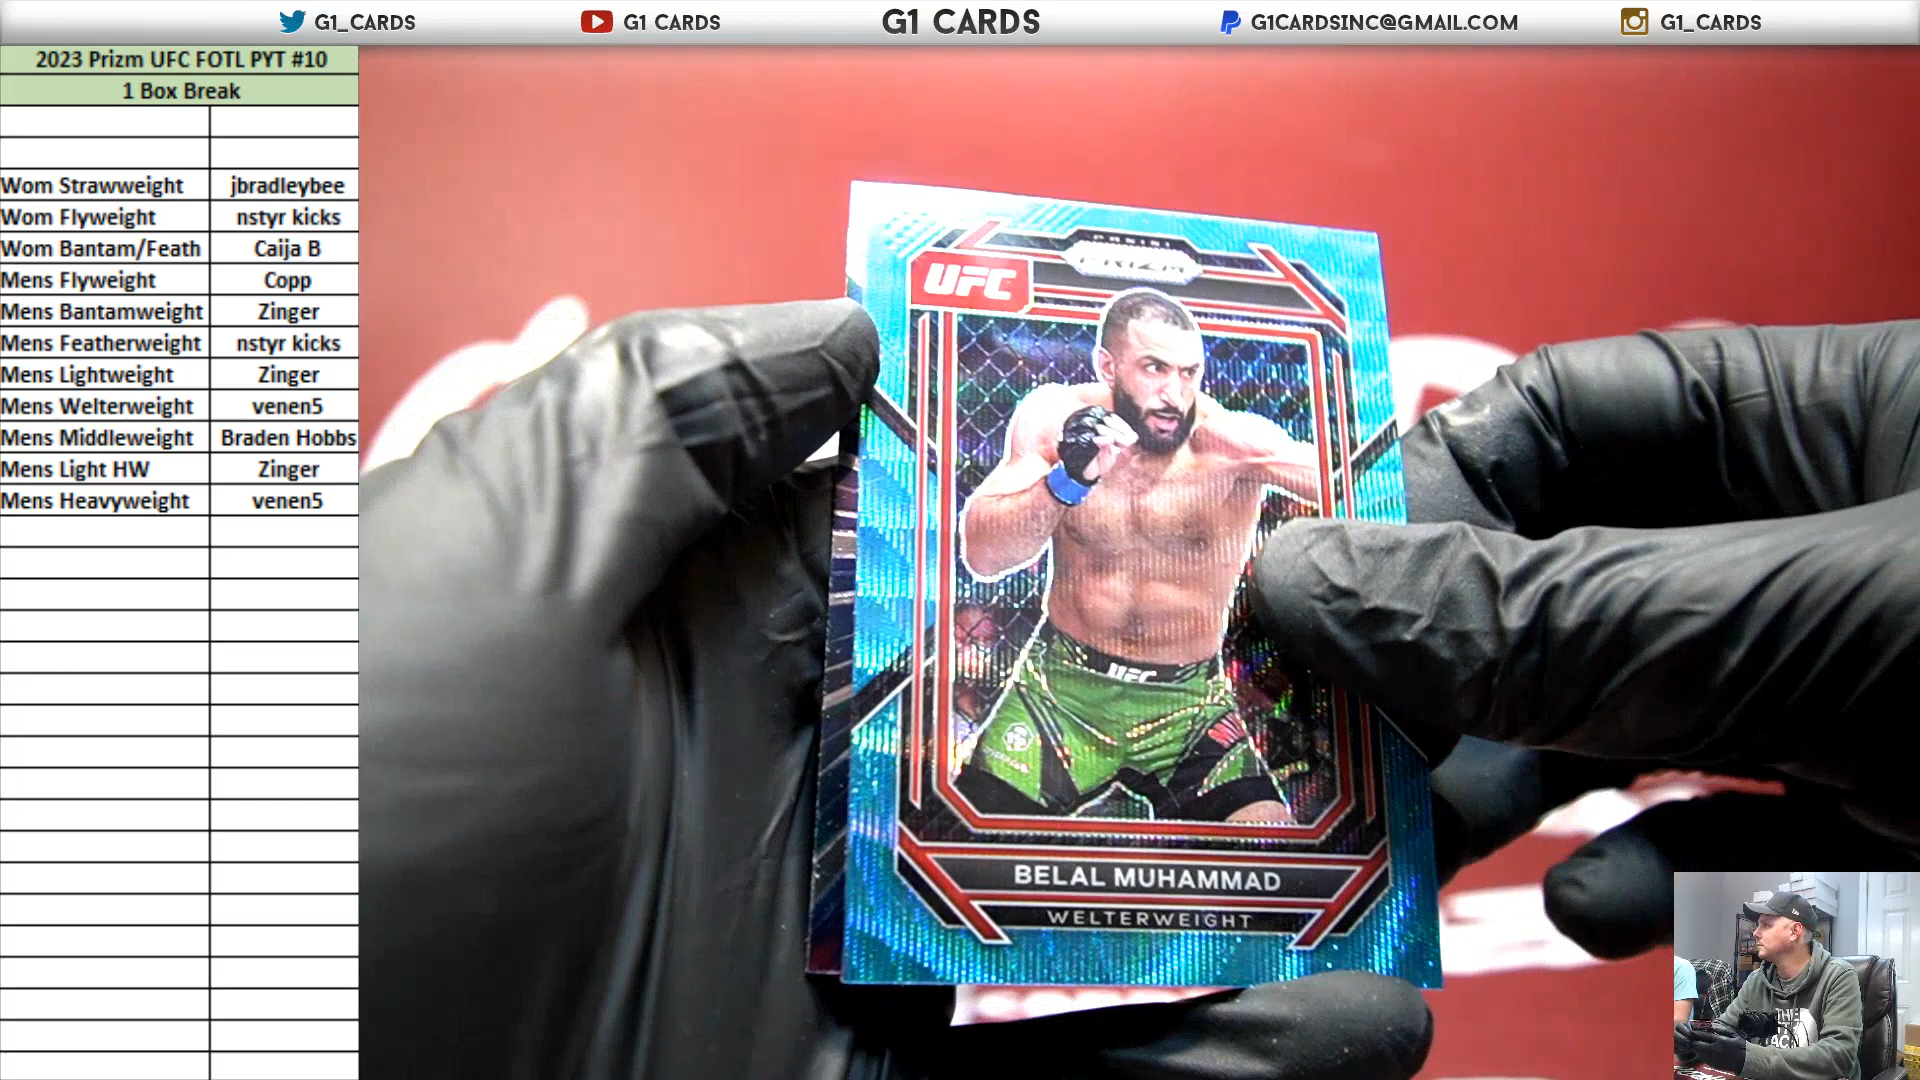 G1_CARDS
G1 CARDS
G1 CARDS
G1CARDSINC@GMAIL.COM
G1_CARDS
2023 Prizm UFC FOTL PYT #10
1 Box Break
Wom Strawweight jbradleybee
Wom Flyweight nstyr kicks
Wom Bantam/Feath Caija B
Mens Flyweight Copp
Mens Bantamweight Zinger
Mens Featherweight nstyr kicks
Mens Lightweight Zinger
Mens Welterweight venen5
Mens Middleweight Braden Hobbs
Mens Light HW Zinger
Mens Heavyweight venen5
PANINI
PRIZM
UFC
UFC
BELAL MUHAMMAD
WELTERWEIGHT
THE